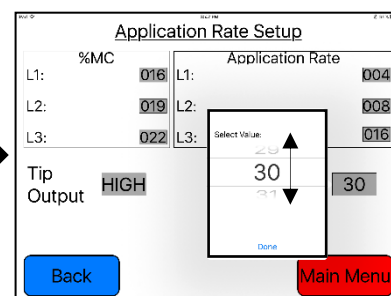 Application Rate Setup
%MC
Application Rate
L1: 016 L1: 004
L2: 019 L2: 008
L3: 022 L3: 016
Select Value:
29
30
31
Done
Tip
Output HIGH 30
Back Main Menu